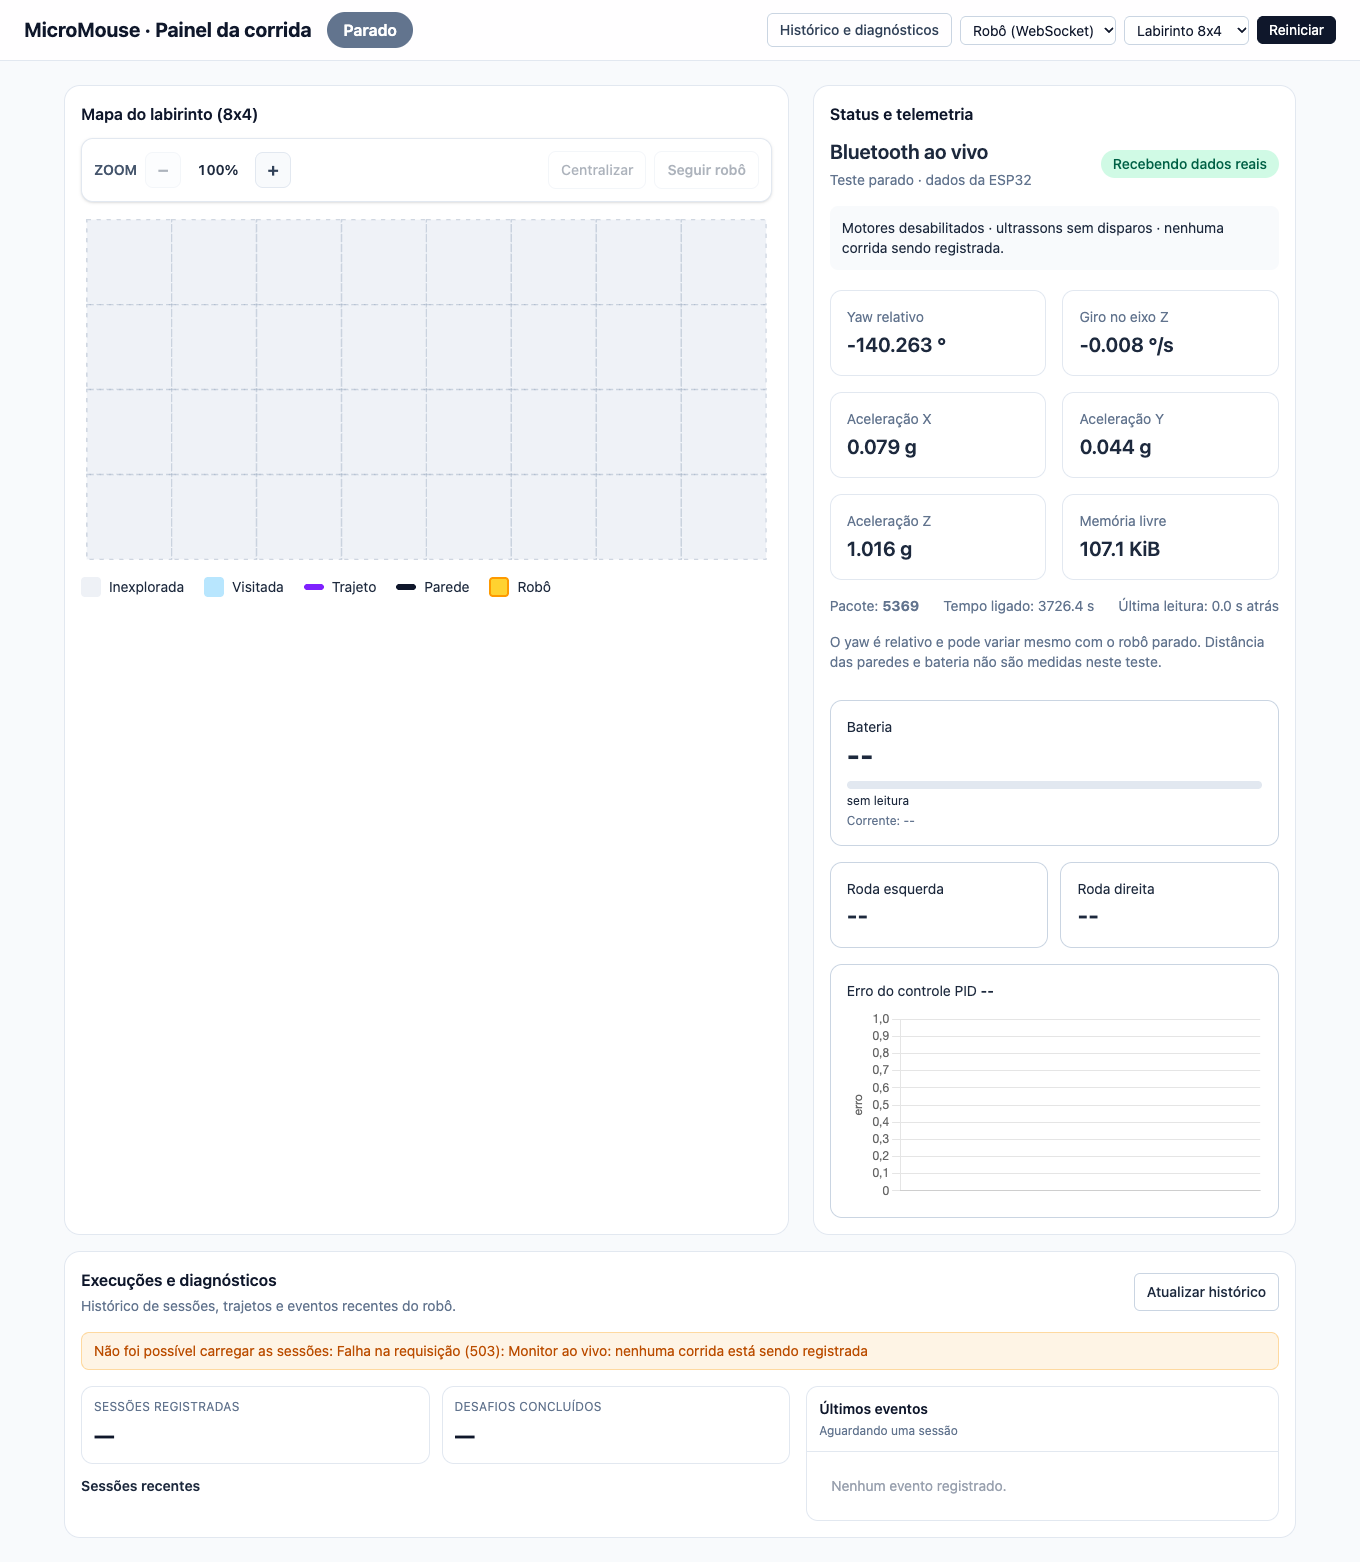 MicroMouse · Painel da corrida
Parado
Histórico e diagnósticos
Robô (WebSocket)
Labirinto 8x4
Reiniciar
Mapa do labirinto (8x4)
ZOOM
−
100%
+
Centralizar
Seguir robô
Inexplorada
Visitada
Trajeto
Parede
Robô
Status e telemetria
Bluetooth ao vivo
Teste parado · dados da ESP32
Recebendo dados reais
Motores desabilitados · ultrassons sem disparos · nenhuma
corrida sendo registrada.
Yaw relativo
-140.263 °
Giro no eixo Z
-0.008 °/s
Aceleração X
0.079 g
Aceleração Y
0.044 g
Aceleração Z
1.016 g
Memória livre
107.1 KiB
Pacote: 5369
Tempo ligado: 3726.4 s
Última leitura: 0.0 s atrás
O yaw é relativo e pode variar mesmo com o robô parado. Distância
das paredes e bateria não são medidas neste teste.
Bateria
--
sem leitura
Corrente: --
Roda esquerda
--
Roda direita
--
Erro do controle PID --
1,0
0,9
0,8
0,7
0,6
0,5
0,4
0,3
0,2
0,1
0
erro
Execuções e diagnósticos
Histórico de sessões, trajetos e eventos recentes do robô.
Atualizar histórico
Não foi possível carregar as sessões: Falha na requisição (503): Monitor ao vivo: nenhuma corrida está sendo registrada
SESSÕES REGISTRADAS
—
DESAFIOS CONCLUÍDOS
—
Sessões recentes
Últimos eventos
Aguardando uma sessão
Nenhum evento registrado.